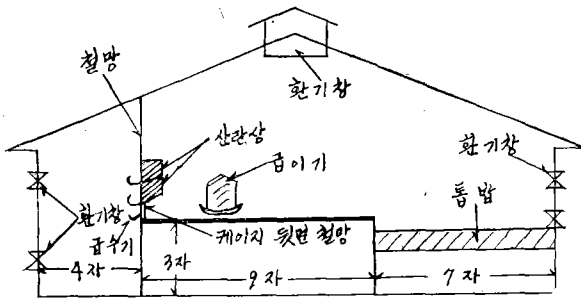 철망
환기창
산란상
급이기
환기창
환기창
톱밥
급수기
케이지 뒷면 철망
4자
3자
9자
7자